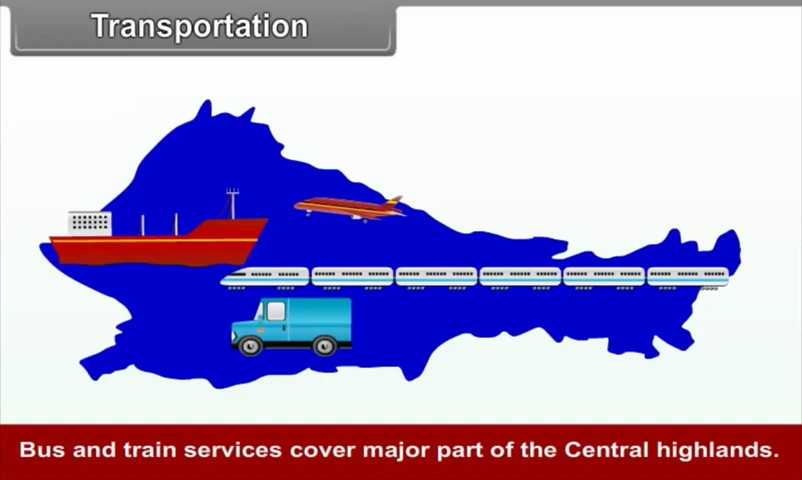 Transportation
Bus and train services cover major part of the Central highlands.